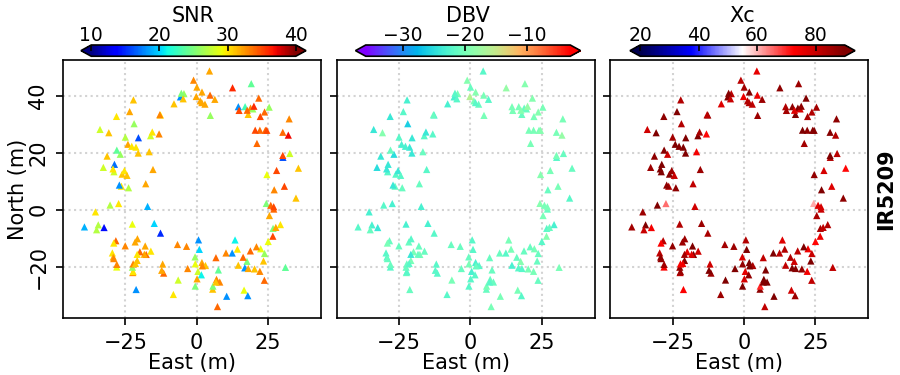 SNR DBV Xc
10 20 30 40 −30 −20 −10 20 40 60 80
40
20
0
−20
North (m)
IR5209
−25 0 25 −25 0 25 −25 0 25
East (m) East (m) East (m)